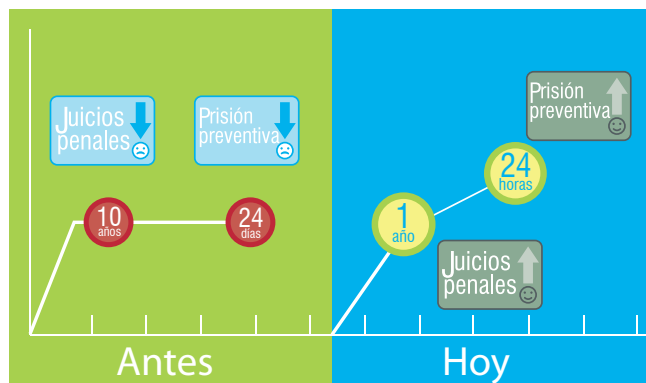 Juicios
penales
Prisión
preventiva
10
años
24
días
Antes
Prisión
preventiva
24
horas
1
año
Juicios
penales
Hoy